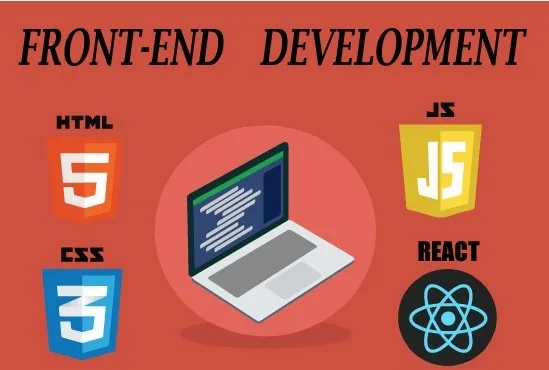 FRONT-END DEVELOPMENT
HTML
5
JS
JS
CSS
3
REACT